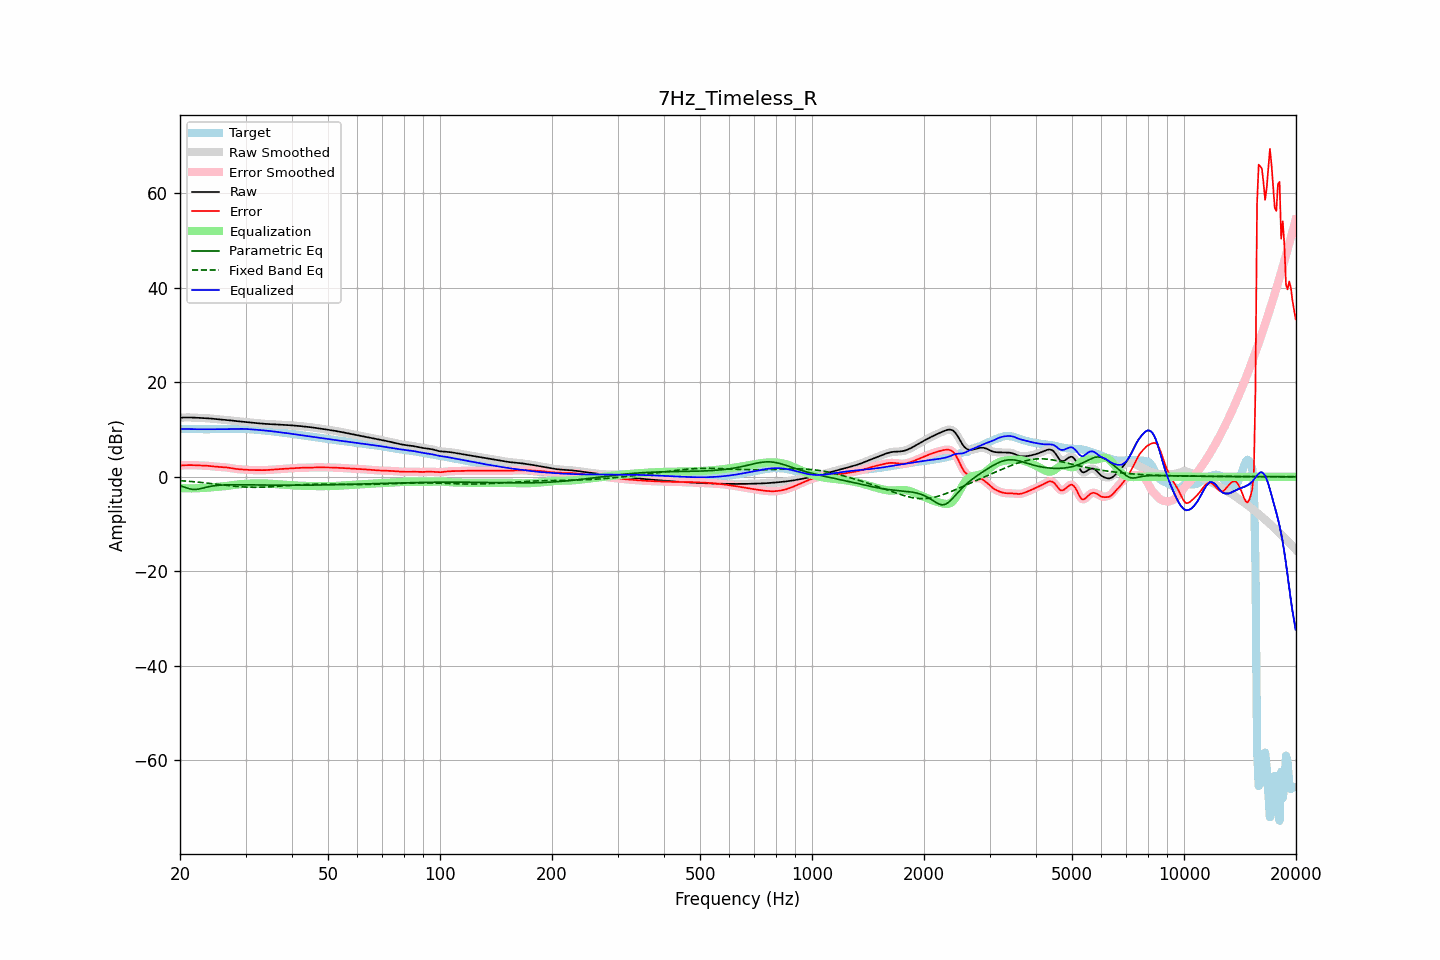 7Hz_Timeless_R
Target
Raw Smoothed
Error Smoothed
Raw
Error
Equalization
Parametric Eq
Fixed Band Eq
Equalized
60
40
20
0
−20
−40
−60
Amplitude (dBr)
20
50
100
200
500
1000
2000
5000
10000
20000
Frequency (Hz)